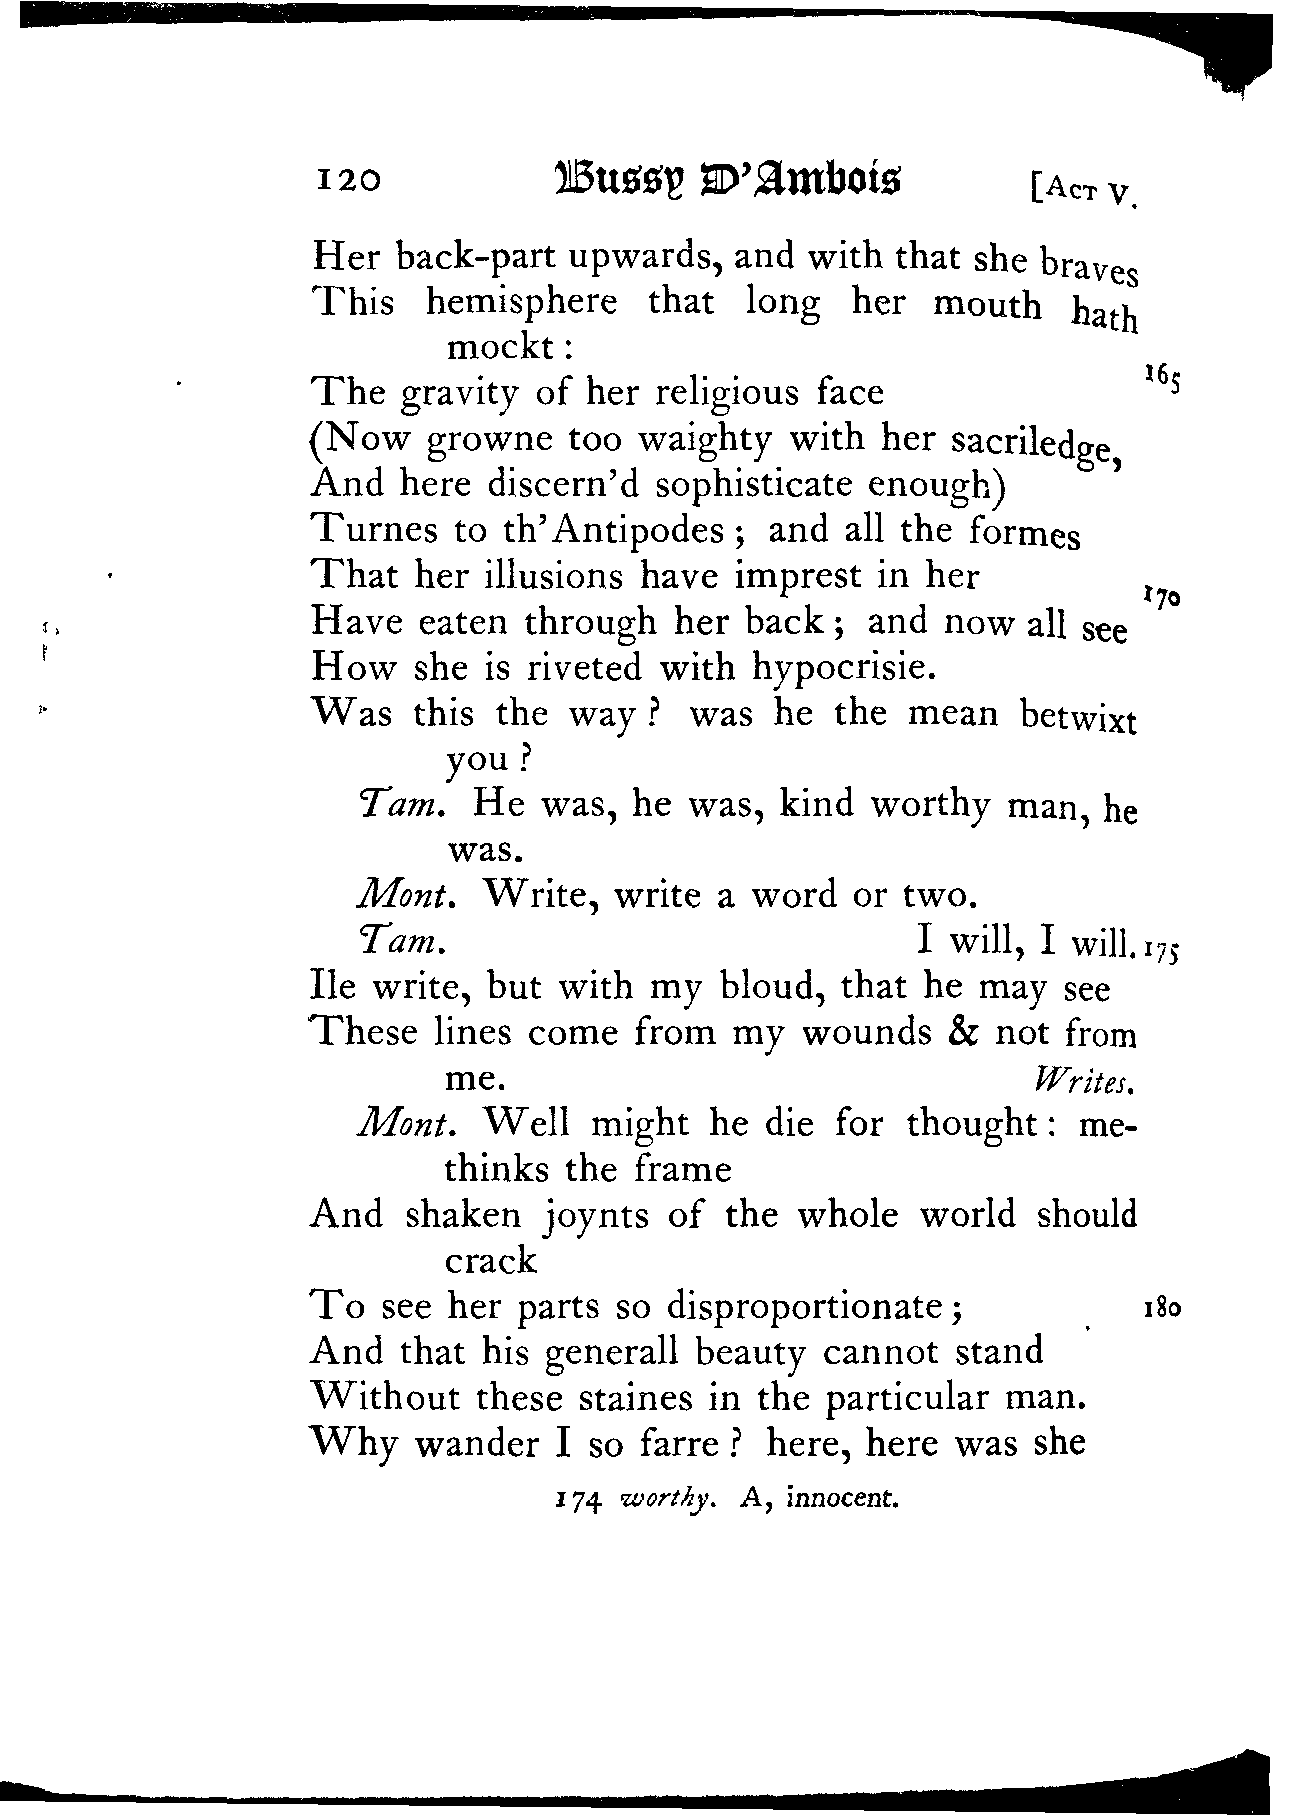 120 Bussy D'Ambois [ACT V.
Her back-part upwards, and with that she braves
This hemisphere that long her mouth hath
mockt :
The gravity of her religious face 165
(Now growne too waighty with her sacriledge,
And here discern'd sophisticate enough)
Turnes to th'Antipodes ; and all the formes
That her illusions have imprest in her
Have eaten through her back ; and now all see 170
How she is riveted with hypocrisie.
Was this the way ? was he the mean betwixt
you ?
Tam. He was, he was, kind worthy man, he
was.
Mont. Write, write a word or two.
Tam. I will, I will. 175
Ile write, but with my bloud, that he may see
These lines come from my wounds & not from
me. Writes.
Mont. Well might he die for thought : me-
thinks the frame
And shaken joynts of the whole world should
crack
To see her parts so disproportionate ; 180
And that his generall beauty cannot stand
Without these staines in the particular man.
Why wander I so farre ? here, here was she
174 worthy. A, innocent.